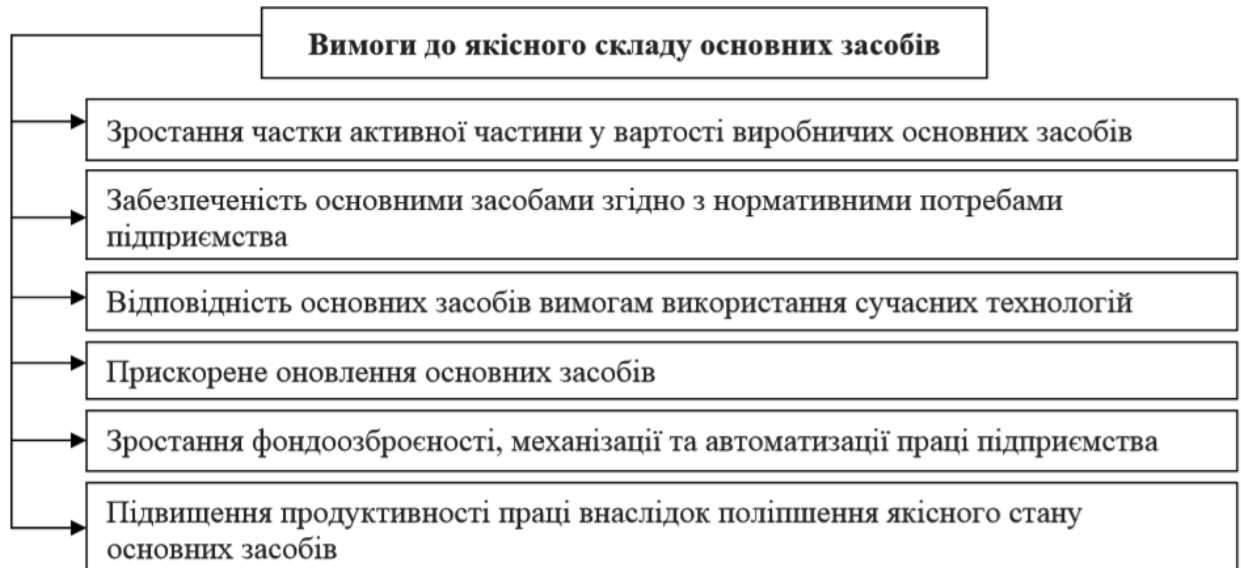 Вимоги до якісного складу основних засобів
Зростання частки активної частини у вартості виробничих основних засобів
Забезпеченість основними засобами згідно з нормативними потребами
підприємства
Відповідність основних засобів вимогам використання сучасних технологій
Прискорене оновлення основних засобів
Зростання фондоозброєності, механізації та автоматизації праці підприємства
Підвищення продуктивності праці внаслідок поліпшення якісного стану
основних засобів